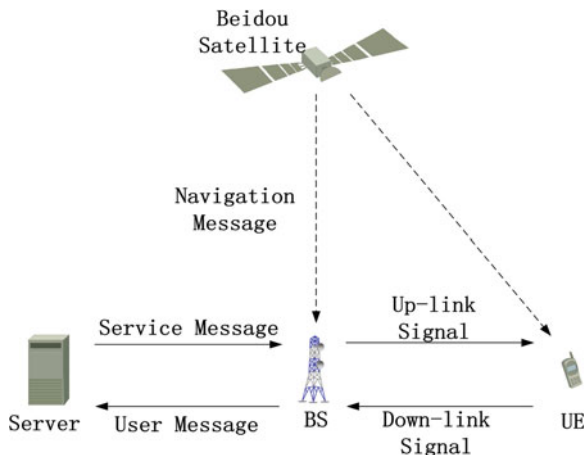 Beidou
Satellite
Navigation
Message
Service Message
Up-link
Signal
Server
User Message
BS
Down-link
Signal
UE